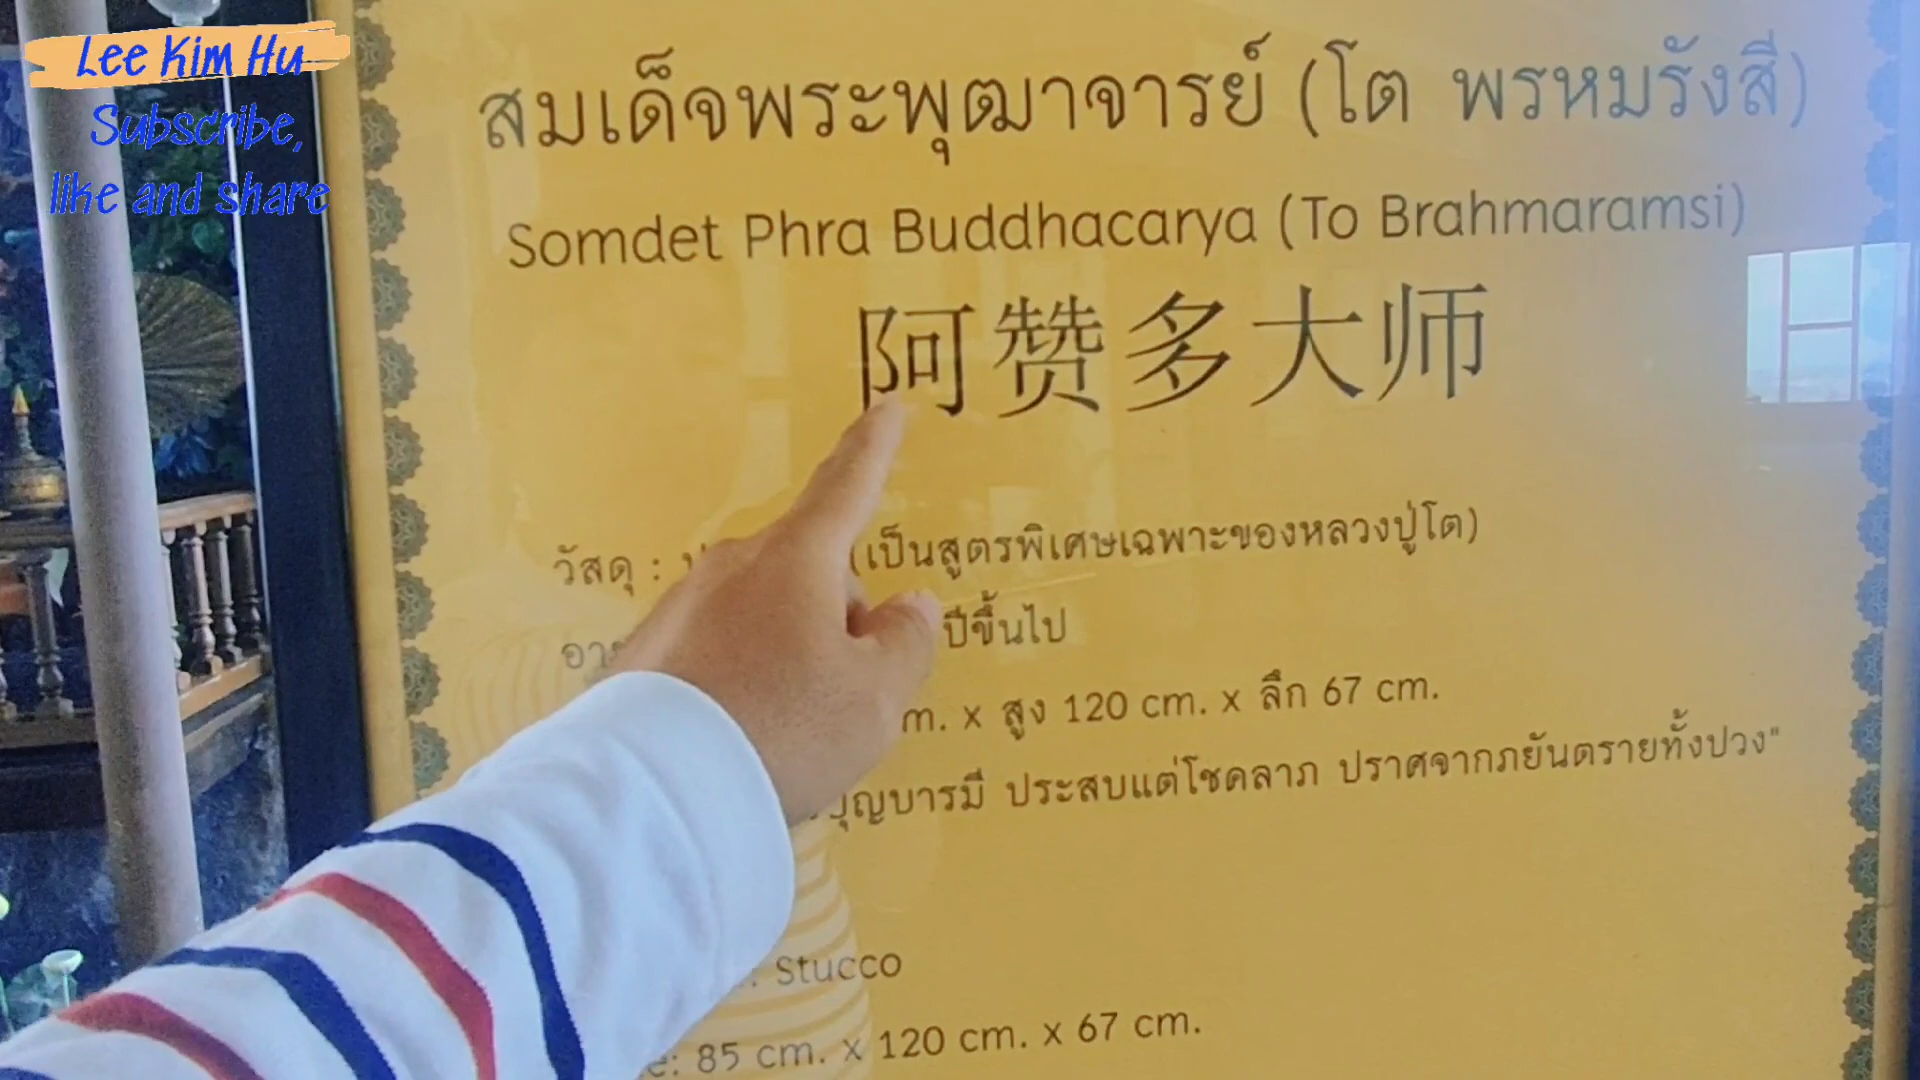 Lee Kim Hu
Subscribe,
like and share
สมเด็จพระพุฒาจารย์ (โต พรหมรังสี)
Somdet Phra Buddhacarya (To Brahmaramsi)
阿赞多大师
วัสดุ : (เป็นสูตรพิเศษเฉพาะของหลวงปู่โต)
ปีขึ้นไป
m. x สูง 120 cm. x ลึก 67 cm.
บุญบารมี ประสบแต่โชคลาภ ปราศจากภยันตรายทั้งปวง"
: Stucco
e: 85 cm. x 120 cm. x 67 cm.